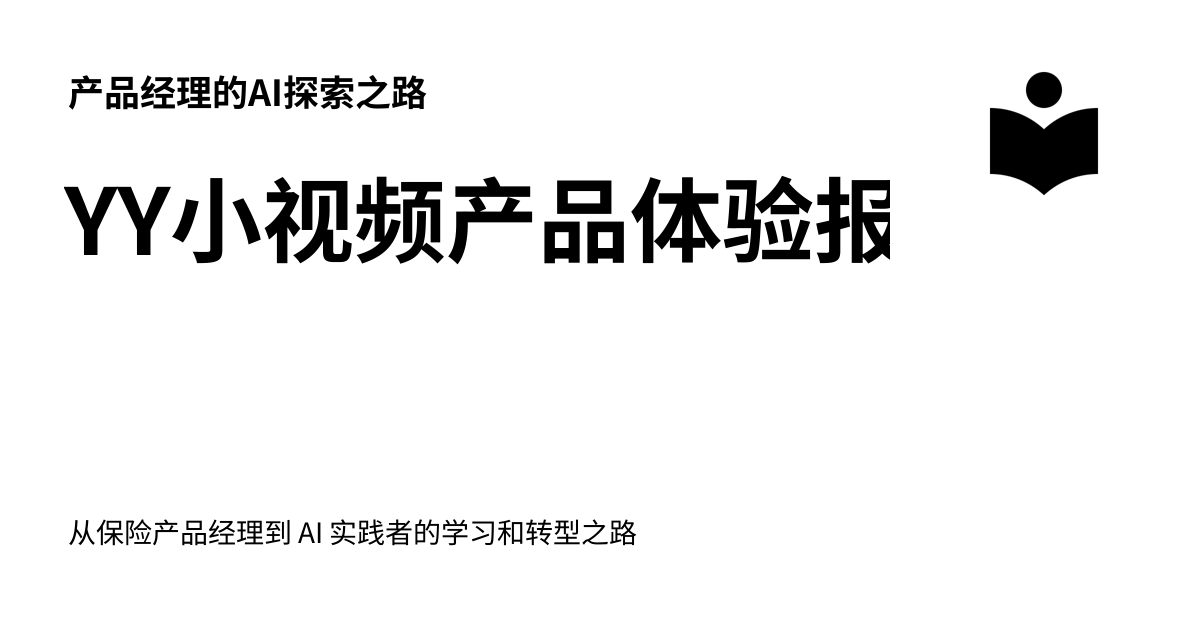 产品经理的AI探索之路
YY小视频产品体验报
从保险产品经理到 AI 实践者的学习和转型之路